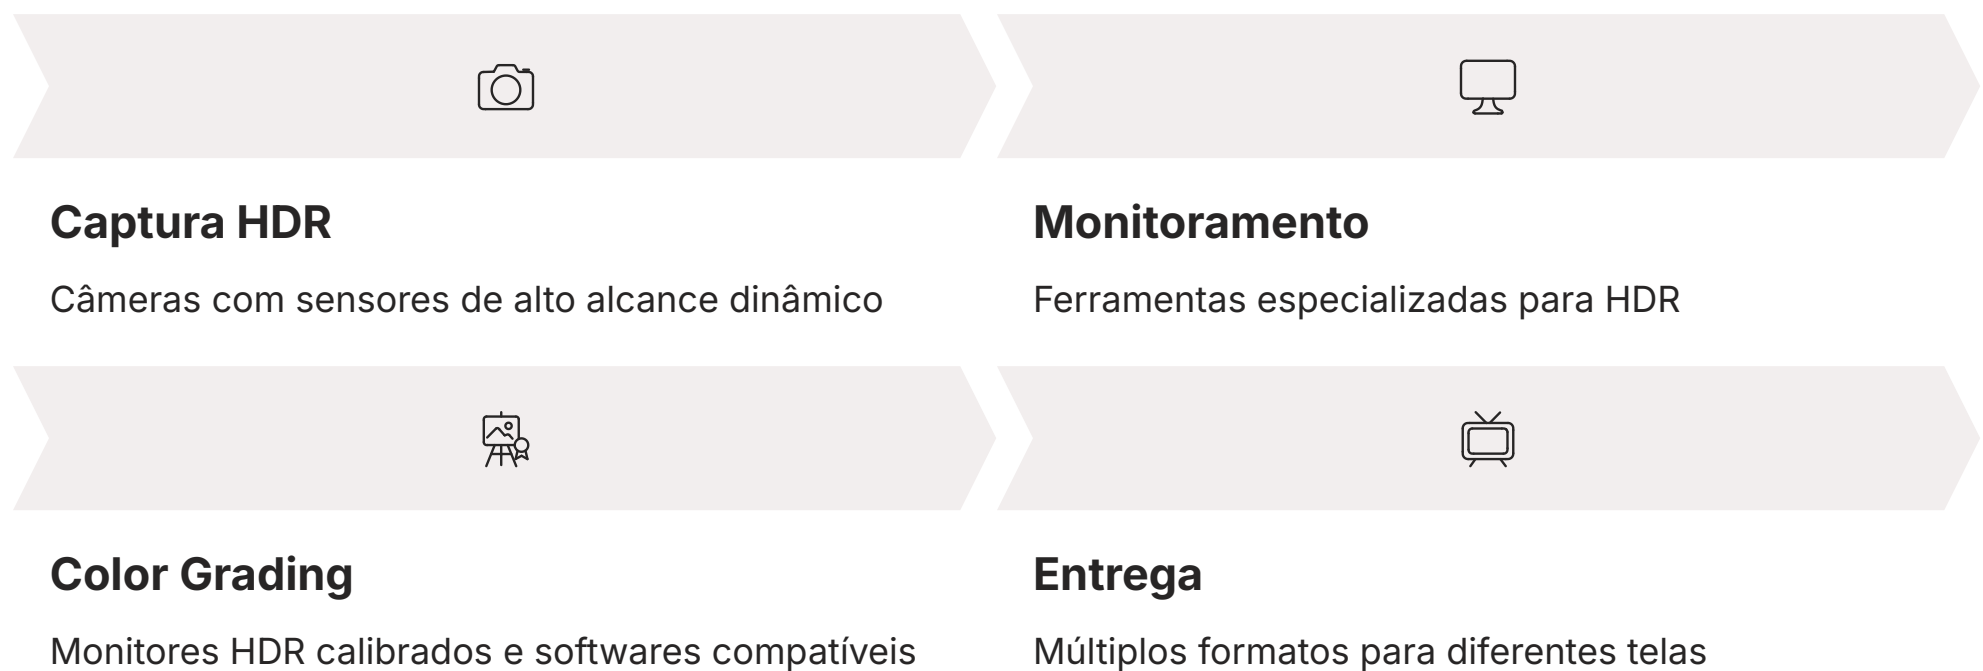 Captura HDR
Câmeras com sensores de alto alcance dinâmico
Monitoramento
Ferramentas especializadas para HDR
Color Grading
Monitores HDR calibrados e softwares compatíveis
Entrega
Múltiplos formatos para diferentes telas